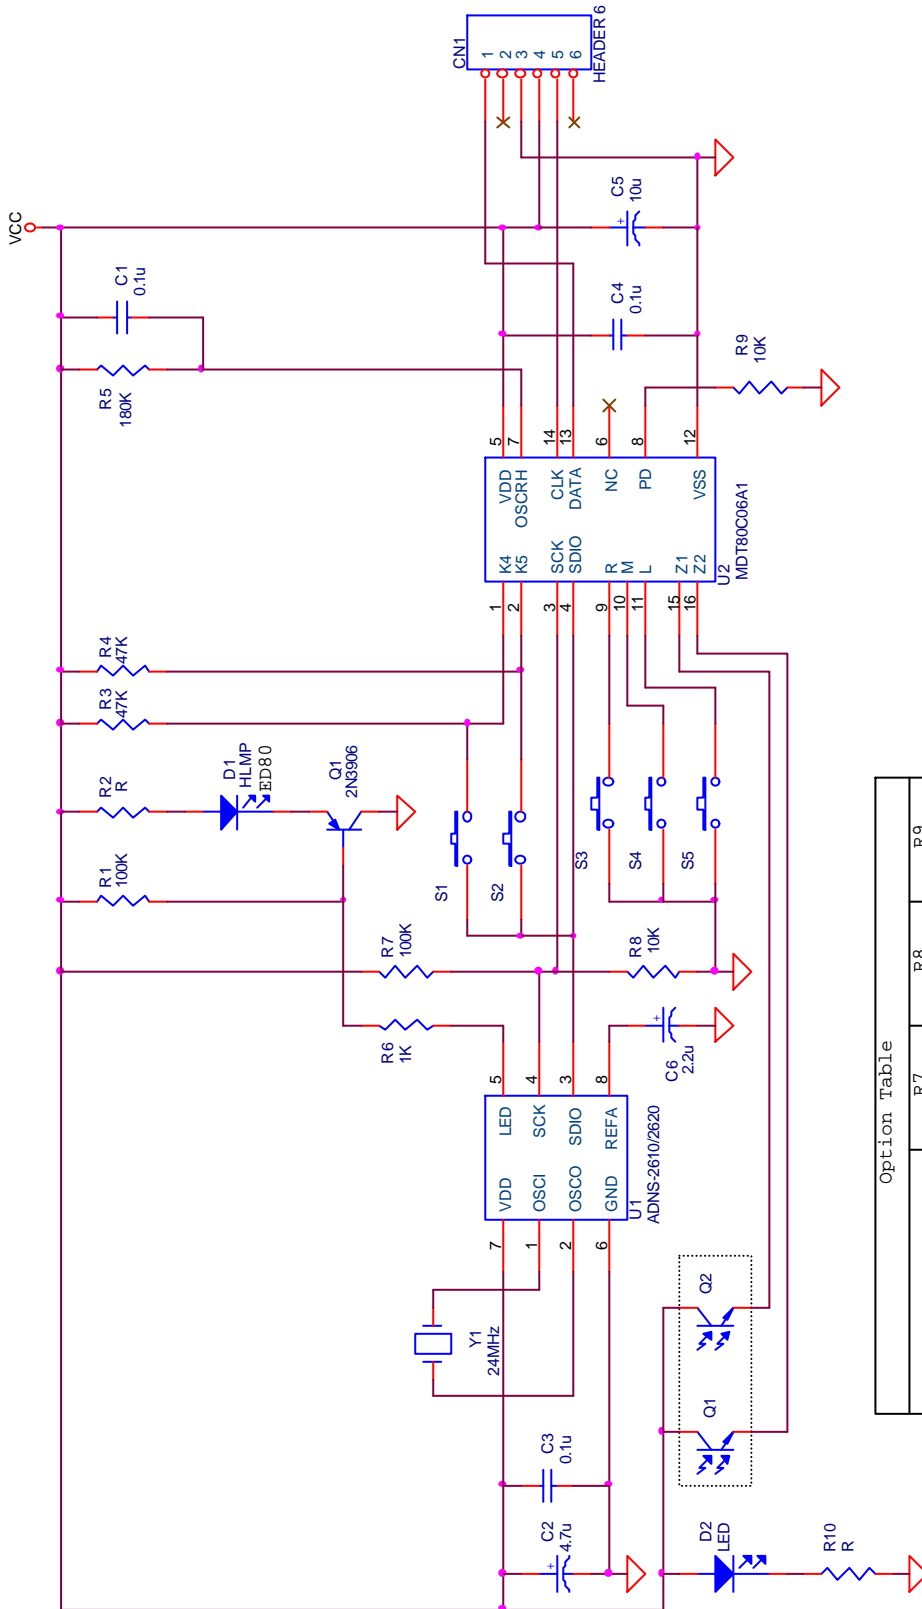 VCC
CN1
1
2
3
4
5
6
HEADER 6
C1
0.1u
R5
180K
C5
10u
C4
0.1u
R9
10K
5
7
14
13
6
8
12
VDD
OSCRH
CLK
DATA
NC
PD
VSS
K4
K5
SCK
SDIO
R
M
L
Z1
Z2
U2
MDT80C06A1
1
2
3
4
9
10
11
15
16
R4
47K
R3
47K
R2
R
D1
HLMP
ED80
Q1
2N3906
R1
100K
S1
S2
S3
S4
S5
R7
100K
R8
10K
R6
1K
C6
2.2u
5
4
3
8
LED
SCK
SDIO
REFA
VDD
OSCI
OSCO
GND
U1
ADNS-2610/2620
7
1
2
6
Y1
24MHz
C3
0.1u
C2
4.7u
Q2
Q1
D2
LED
R10
R
Option Table
R7
R8
R9